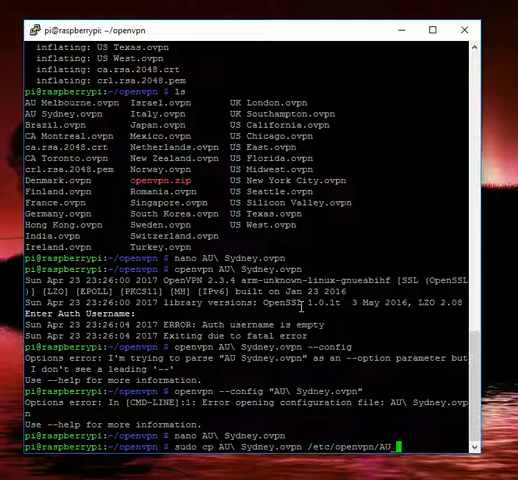 pi@raspberrypi: ~/openvpn
inflating: US Texas.ovpn
inflating: US West.ovpn
inflating: ca.rsa.2048.crt
inflating: crl.rsa.2048.pem
pi@raspberrypi:~/openvpn $ ls
AU Melbourne.ovpn Israel.ovpn UK London.ovpn
AU Sydney.ovpn Italy.ovpn UK Southampton.ovpn
Brazil.ovpn Japan.ovpn US California.ovpn
CA Montreal.ovpn Mexico.ovpn US Chicago.ovpn
ca.rsa.2048.crt Netherlands.ovpn US East.ovpn
CA Toronto.ovpn New Zealand.ovpn US Florida.ovpn
crl.rsa.2048.pem Norway.ovpn US Midwest.ovpn
Denmark.ovpn openvpn.zip US New York City.ovpn
Finland.ovpn Romania.ovpn US Seattle.ovpn
France.ovpn Singapore.ovpn US Silicon Valley.ovpn
Germany.ovpn South Korea.ovpn US Texas.ovpn
Hong Kong.ovpn Sweden.ovpn US West.ovpn
India.ovpn Switzerland.ovpn
Ireland.ovpn Turkey.ovpn
pi@raspberrypi:~/openvpn $ nano AU\ Sydney.ovpn
pi@raspberrypi:~/openvpn $ openvpn AU\ Sydney.ovpn
Sun Apr 23 23:26:00 2017 OpenVPN 2.3.4 arm-unknown-linux-gnueabihf [SSL (OpenSSL
)] [LZO] [EPOLL] [PKCS11] [MH] [IPv6] built on Jan 23 2016
Sun Apr 23 23:26:00 2017 library versions: OpenSSL 1.0.1t 3 May 2016, LZO 2.08
Enter Auth Username:
Sun Apr 23 23:26:04 2017 ERROR: Auth username is empty
Sun Apr 23 23:26:04 2017 Exiting due to fatal error
pi@raspberrypi:~/openvpn $ openvpn AU\ Sydney.ovpn --config
Options error: I'm trying to parse "AU Sydney.ovpn" as an --option parameter but
I don't see a leading '--'
Use --help for more information.
pi@raspberrypi:~/openvpn $ openvpn --config "AU\ Sydney.ovpn"
Options error: In [CMD-LINE]:1: Error opening configuration file: AU\ Sydney.ovp
n
Use --help for more information.
pi@raspberrypi:~/openvpn $ nano AU\ Sydney.ovpn
pi@raspberrypi:~/openvpn $ sudo cp AU\ Sydney.ovpn /etc/openvpn/AU_